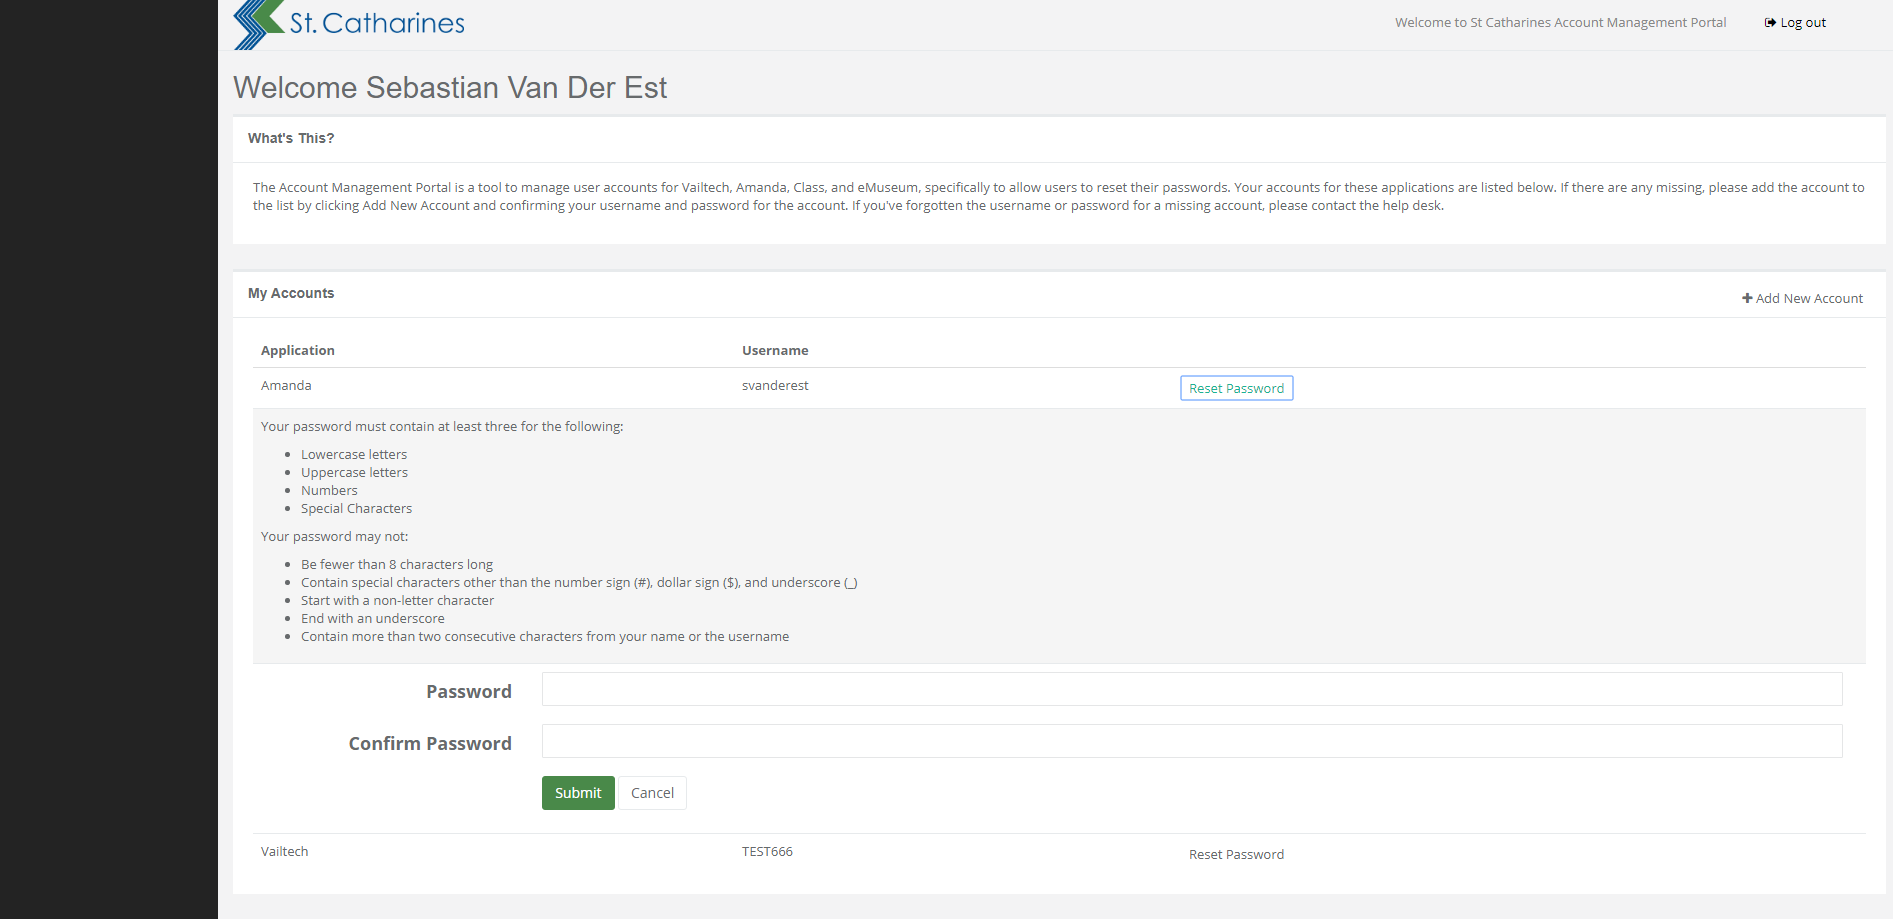 St. Catharines
Welcome to St Catharines Account Management Portal
Log out
Welcome Sebastian Van Der Est
What's This?
The Account Management Portal is a tool to manage user accounts for Vailtech, Amanda, Class, and eMuseum, specifically to allow users to reset their passwords. Your accounts for these applications are listed below. If there are any missing, please add the account to
the list by clicking Add New Account and confirming your username and password for the account. If you've forgotten the username or password for a missing account, please contact the help desk.
My Accounts
Add New Account
Application Username
Amanda svanderest Reset Password
Your password must contain at least three for the following:
Lowercase letters
Uppercase letters
Numbers
Special Characters
Your password may not:
Be fewer than 8 characters long
Contain special characters other than the number sign (#), dollar sign ($), and underscore (_)
Start with a non-letter character
End with an underscore
Contain more than two consecutive characters from your name or the username
Password
Confirm Password
Submit Cancel
Vailtech TEST666 Reset Password